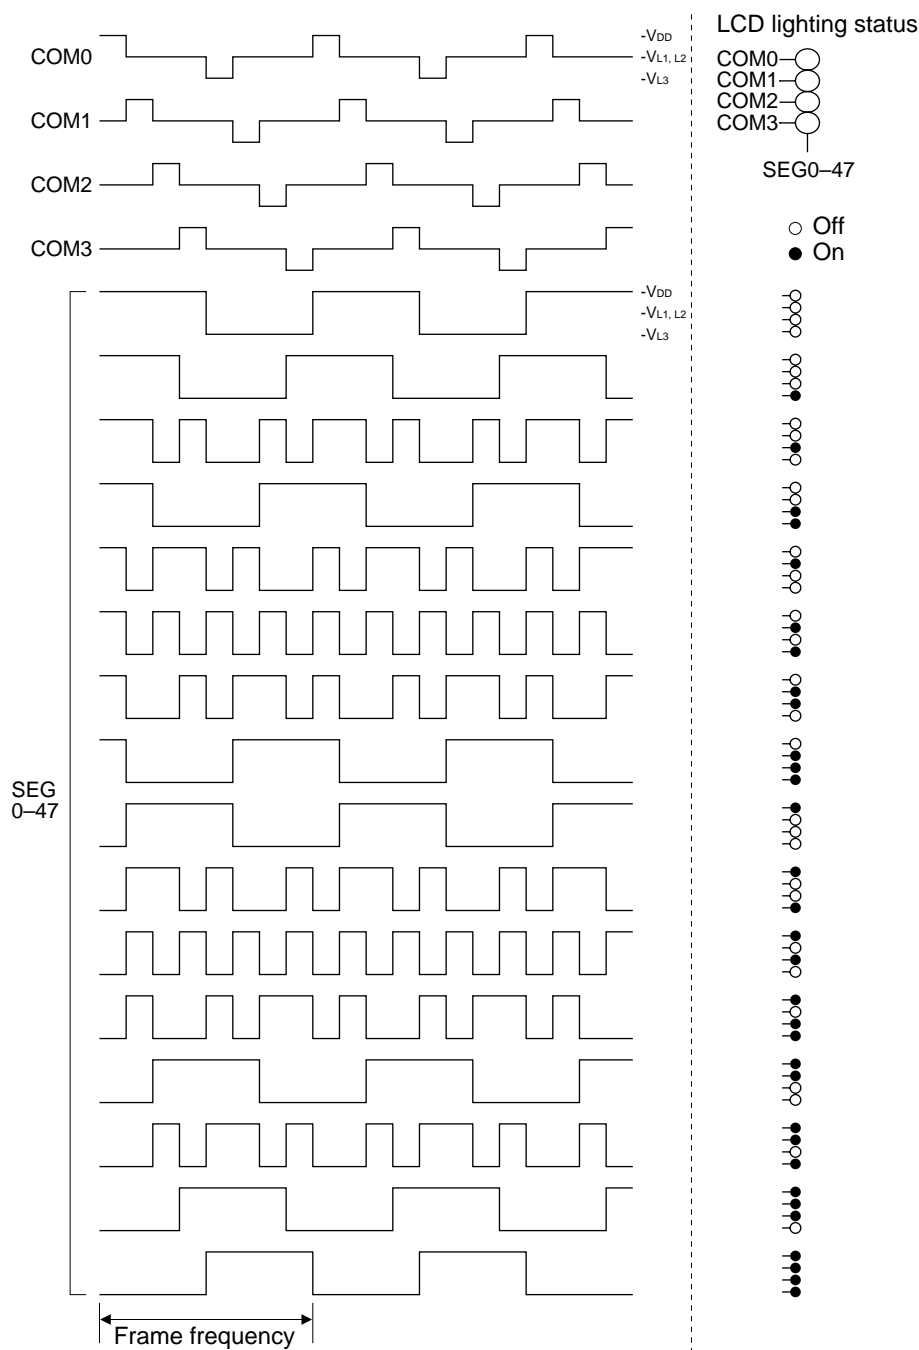 COM0
-VDD
-VL1, L2
-VL3
COM1
COM2
COM3
SEG
0–47
-VDD
-VL1, L2
-VL3
Frame frequency
LCD lighting status
COM0
COM1
COM2
COM3
SEG0–47
Off
On